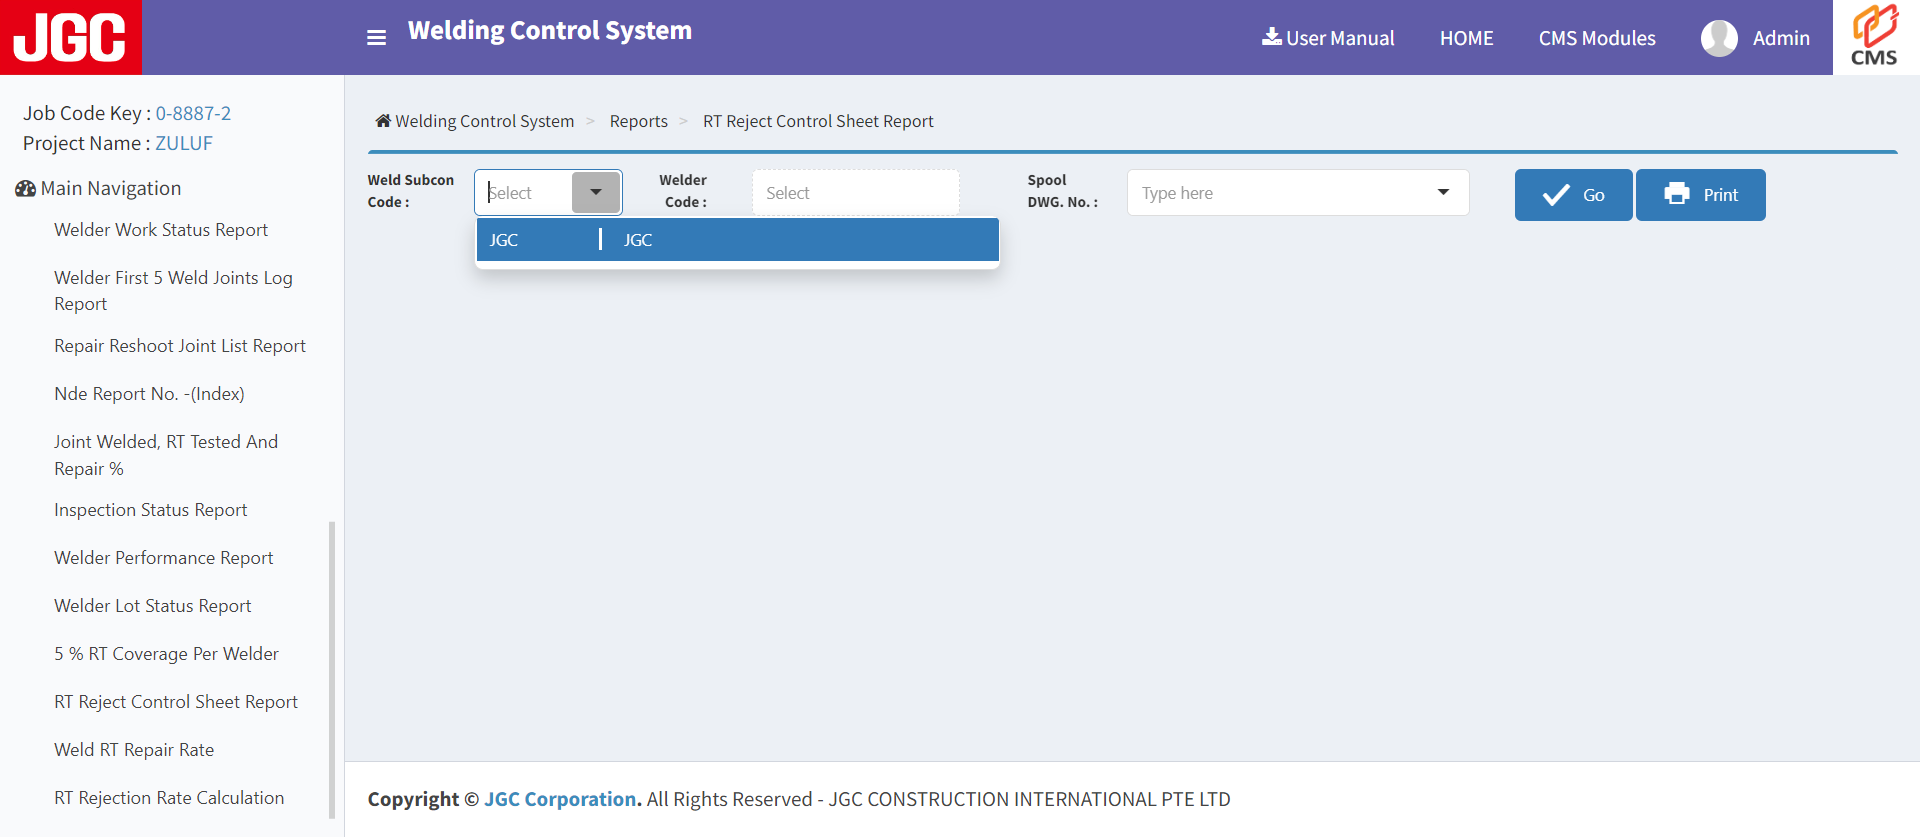 JGC
Welding Control System
User Manual
HOME
CMS Modules
Admin
CMS
Job Code Key : 0-8887-2
Project Name : ZULUF
Main Navigation
Welder Work Status Report
Welder First 5 Weld Joints Log
Report
Repair Reshoot Joint List Report
Nde Report No. -(Index)
Joint Welded, RT Tested And
Repair %
Inspection Status Report
Welder Performance Report
Welder Lot Status Report
5 % RT Coverage Per Welder
RT Reject Control Sheet Report
Weld RT Repair Rate
RT Rejection Rate Calculation
Welding Control System > Reports > RT Reject Control Sheet Report
Weld Subcon
Code :
Select
Welder
Code :
Select
Spool
DWG. No. :
Type here
Go
Print
JGC | JGC
Copyright © JGC Corporation. All Rights Reserved - JGC CONSTRUCTION INTERNATIONAL PTE LTD